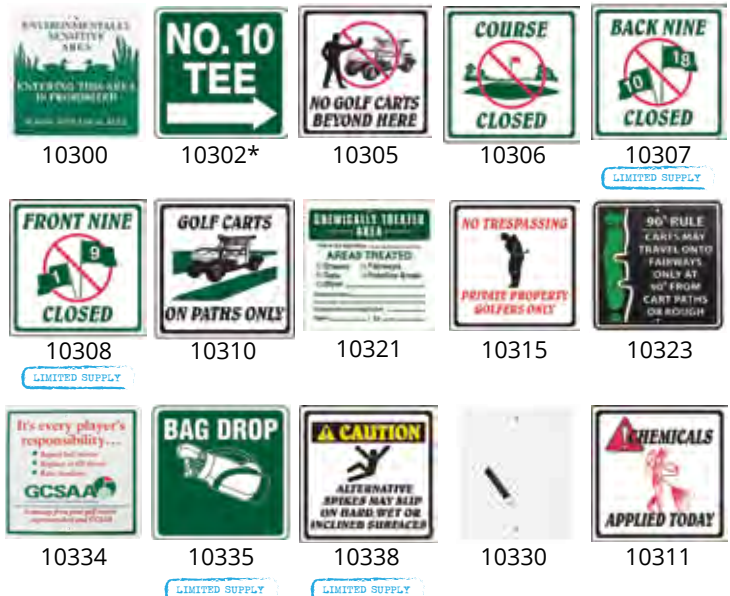 ENVIRONMENTALLY
SENSITIVE
AREA
ENTERING THIS AREA
IS PROHIBITED
10300
NO. 10
TEE
10302*
NO GOLF CARTS
BEYOND HERE
10305
COURSE
CLOSED
10306
BACK NINE
10 18
CLOSED
10307
LIMITED SUPPLY
FRONT NINE
1 9
CLOSED
10308
LIMITED SUPPLY
GOLF CARTS
ON PATHS ONLY
10310
CHEMICALLY TREATED
AREA
AREAS TREATED
10321
NO TRESPASSING
PRIVATE PROPERTY
GOLFERS ONLY
10315
90° RULE
CARTS MAY
TRAVEL ONTO
FAIRWAYS
ONLY AT
90° FROM
CART PATHS
OR ROUGH
10323
It's every player's
responsibility...
GCSAA
10334
BAG DROP
10335
LIMITED SUPPLY
CAUTION
ALTERNATIVE
SPIKES MAY SLIP
ON HARD, WET OR
INCLINED SURFACES
10338
LIMITED SUPPLY
10330
CHEMICALS
APPLIED TODAY
10311